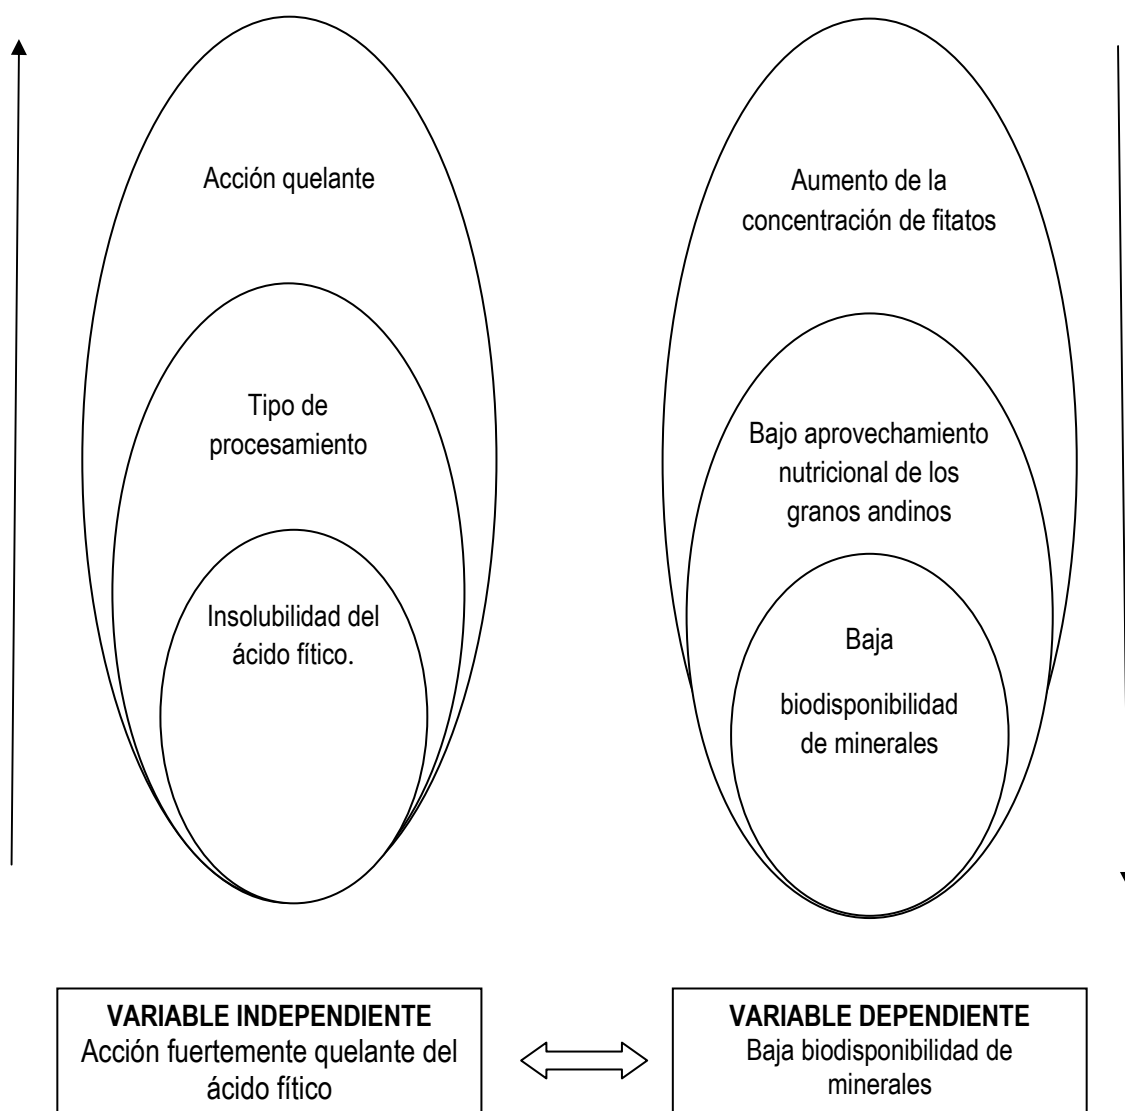 Acción quelante
Tipo de
procesamiento
Insolubilidad del
ácido fítico.
Aumento de la
concentración de fitatos
Bajo aprovechamiento
nutricional de los
granos andinos
Baja
biodisponibilidad
de minerales
VARIABLE INDEPENDIENTE
Acción fuertemente quelante del
ácido fítico
VARIABLE DEPENDIENTE
Baja biodisponibilidad de
minerales